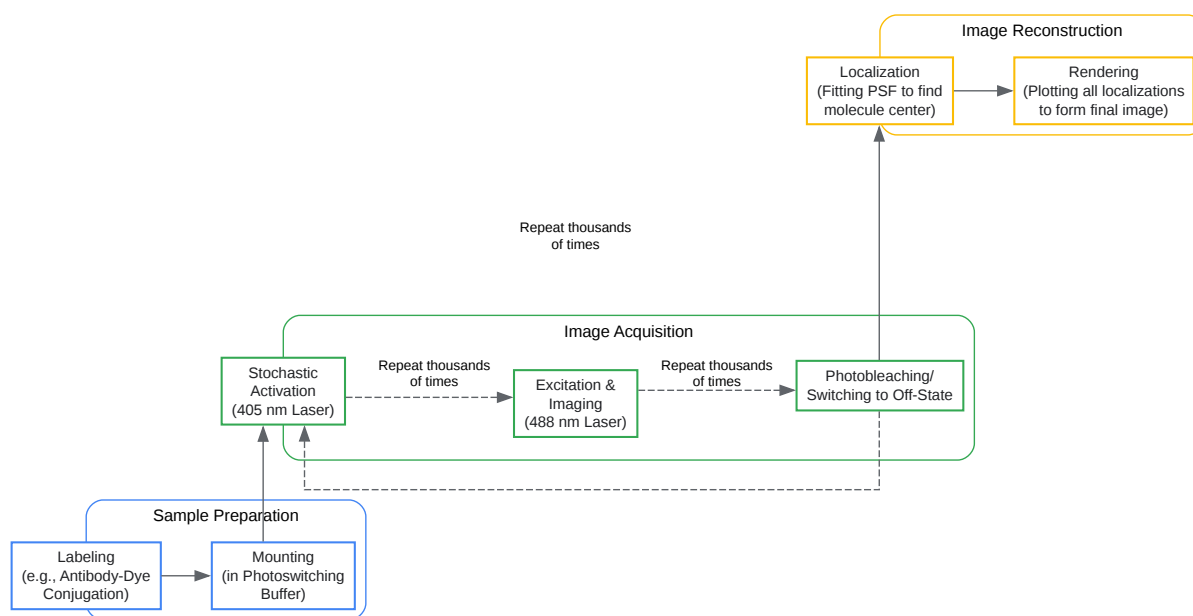 Image Reconstruction
Localization
(Fitting PSF to find
molecule center)
Rendering
(Plotting all localizations
to form final image)
Repeat thousands
of times
Image Acquisition
Stochastic
Activation
(405 nm Laser)
Repeat thousands
of times
Excitation &
Imaging
(488 nm Laser)
Repeat thousands
of times
Photobleaching/
Switching to Off-State
Sample Preparation
Labeling
(e.g., Antibody-Dye
Conjugation)
Mounting
(in Photoswitching
Buffer)